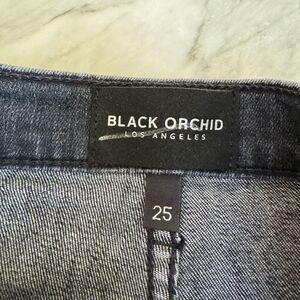 BLACK ORCHID
LOS ANGELES
25